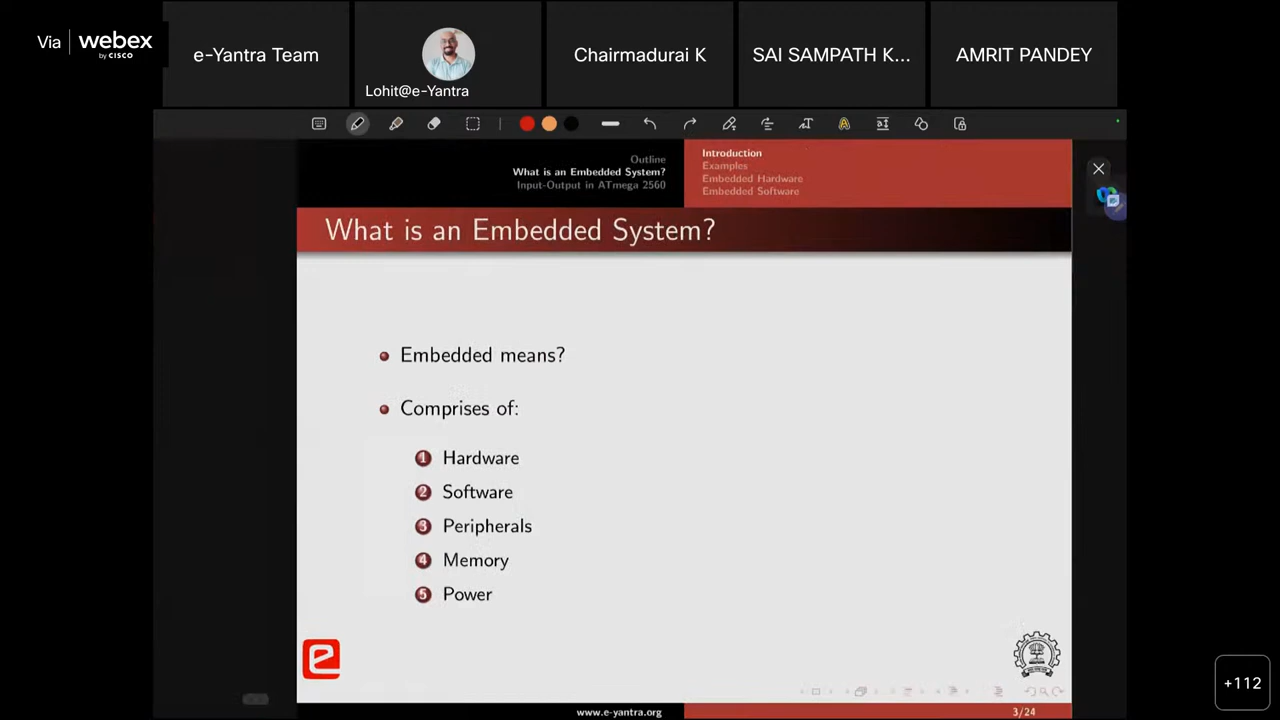 Via webex
by CISCO
e-Yantra Team
Lohit@e-Yantra
Chairmadurai K
SAI SAMPATH K...
AMRIT PANDEY
Outline
What is an Embedded System?
Input-Output in ATmega 2560
Introduction
Examples
Embedded Hardware
Embedded Software
What is an Embedded System?
Embedded means?
Comprises of:
1 Hardware
2 Software
3 Peripherals
4 Memory
5 Power
e
www.e-yantra.org
3/24
+112